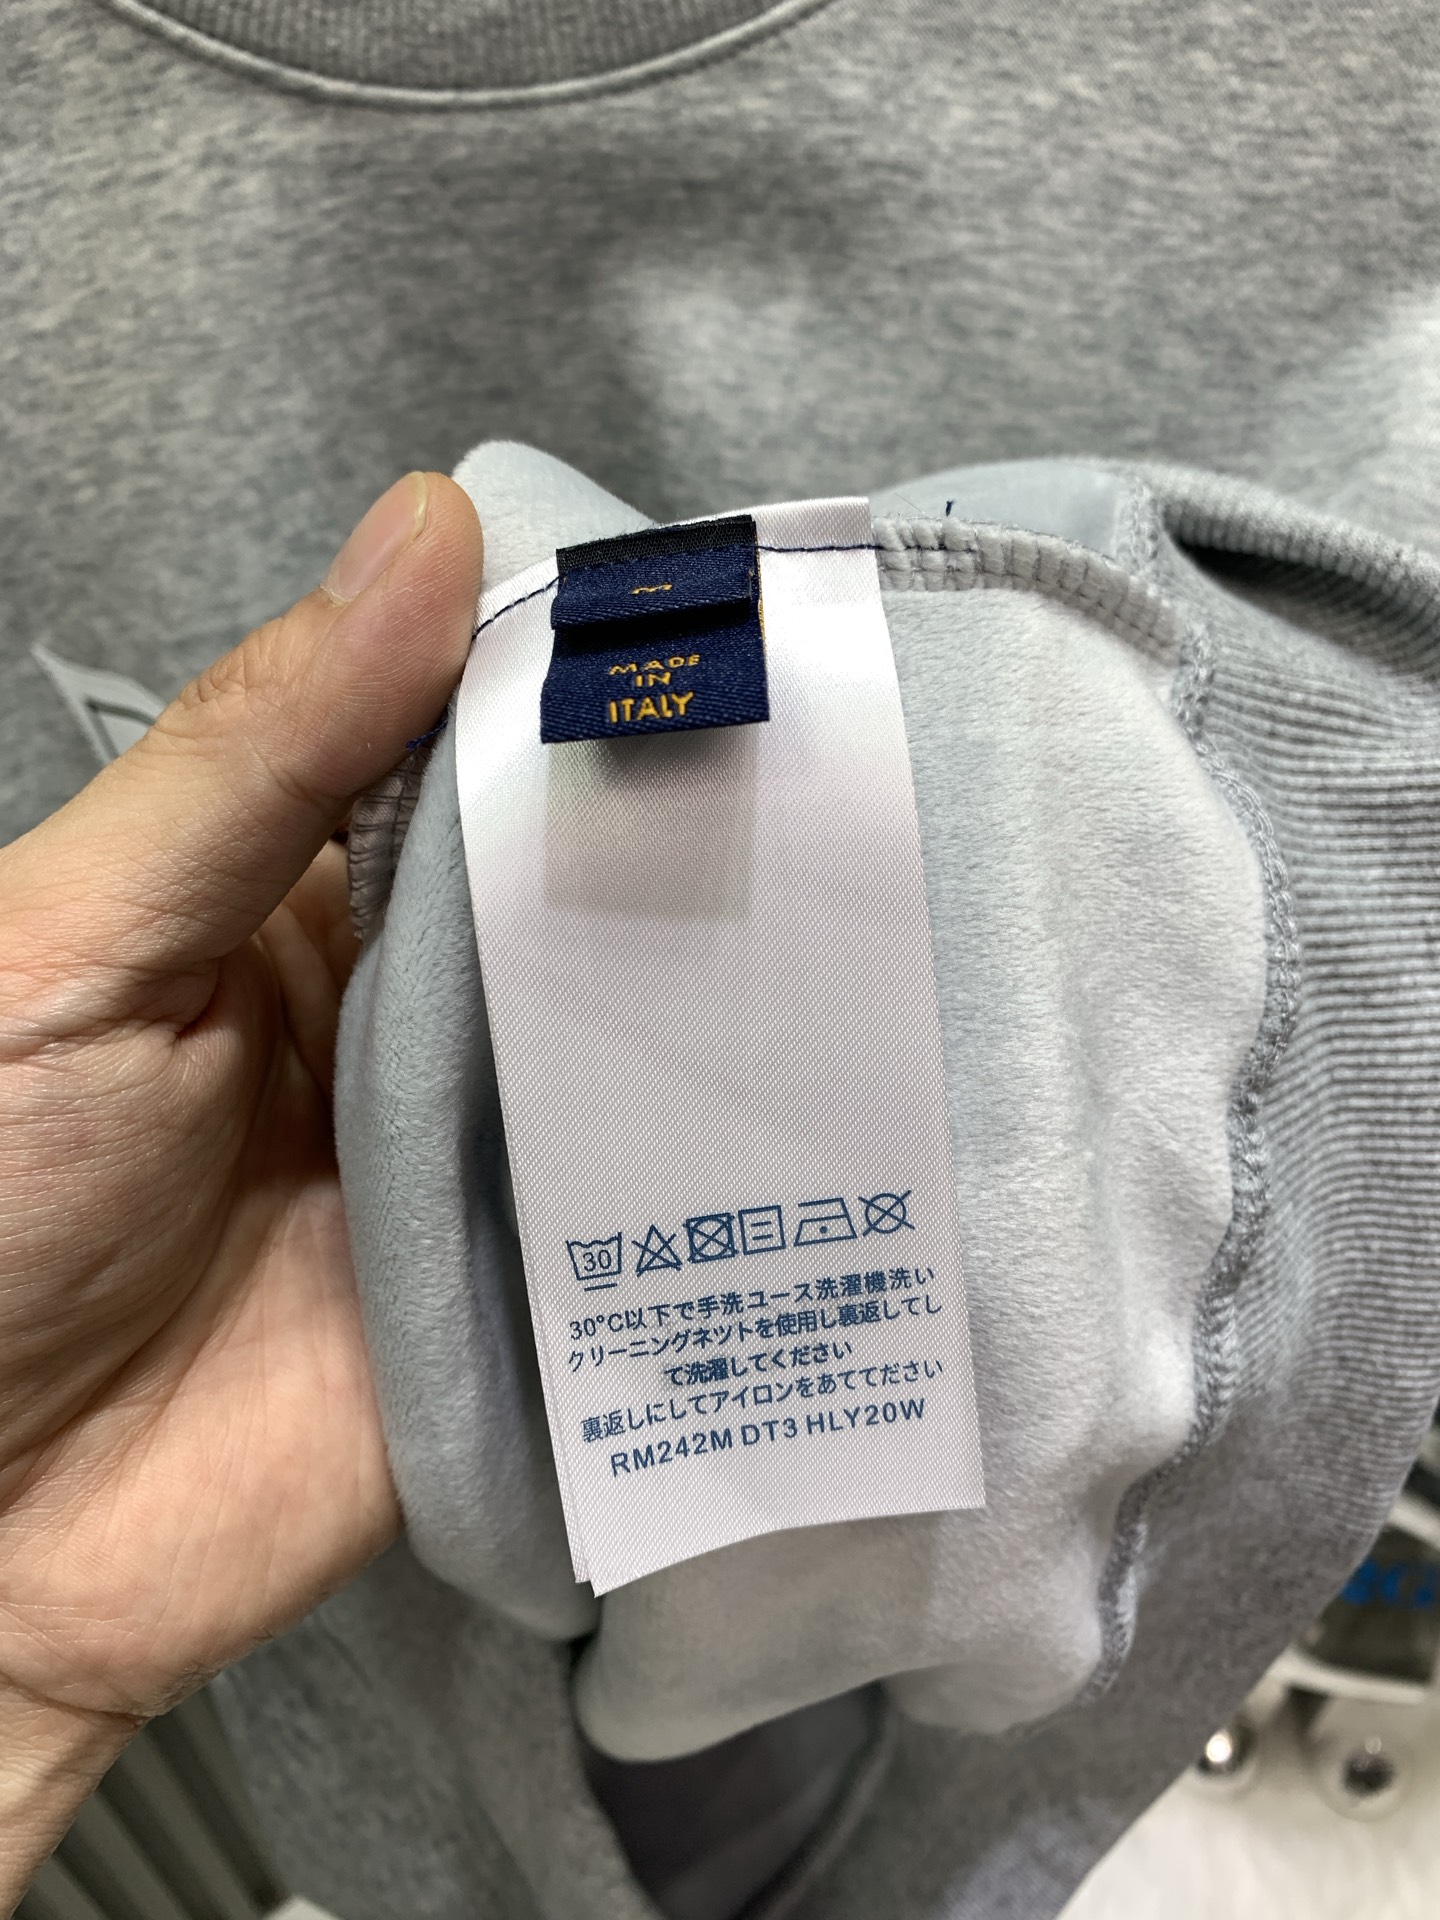 M
MADE
IN
ITALY
30
30°C以下で手洗ユース洗濯機洗い
クリーニングネツトを使用し裏返してし
で洗濯してください
裏返しにしてアイロンをあててださい
RM242M DT3 HLY20W